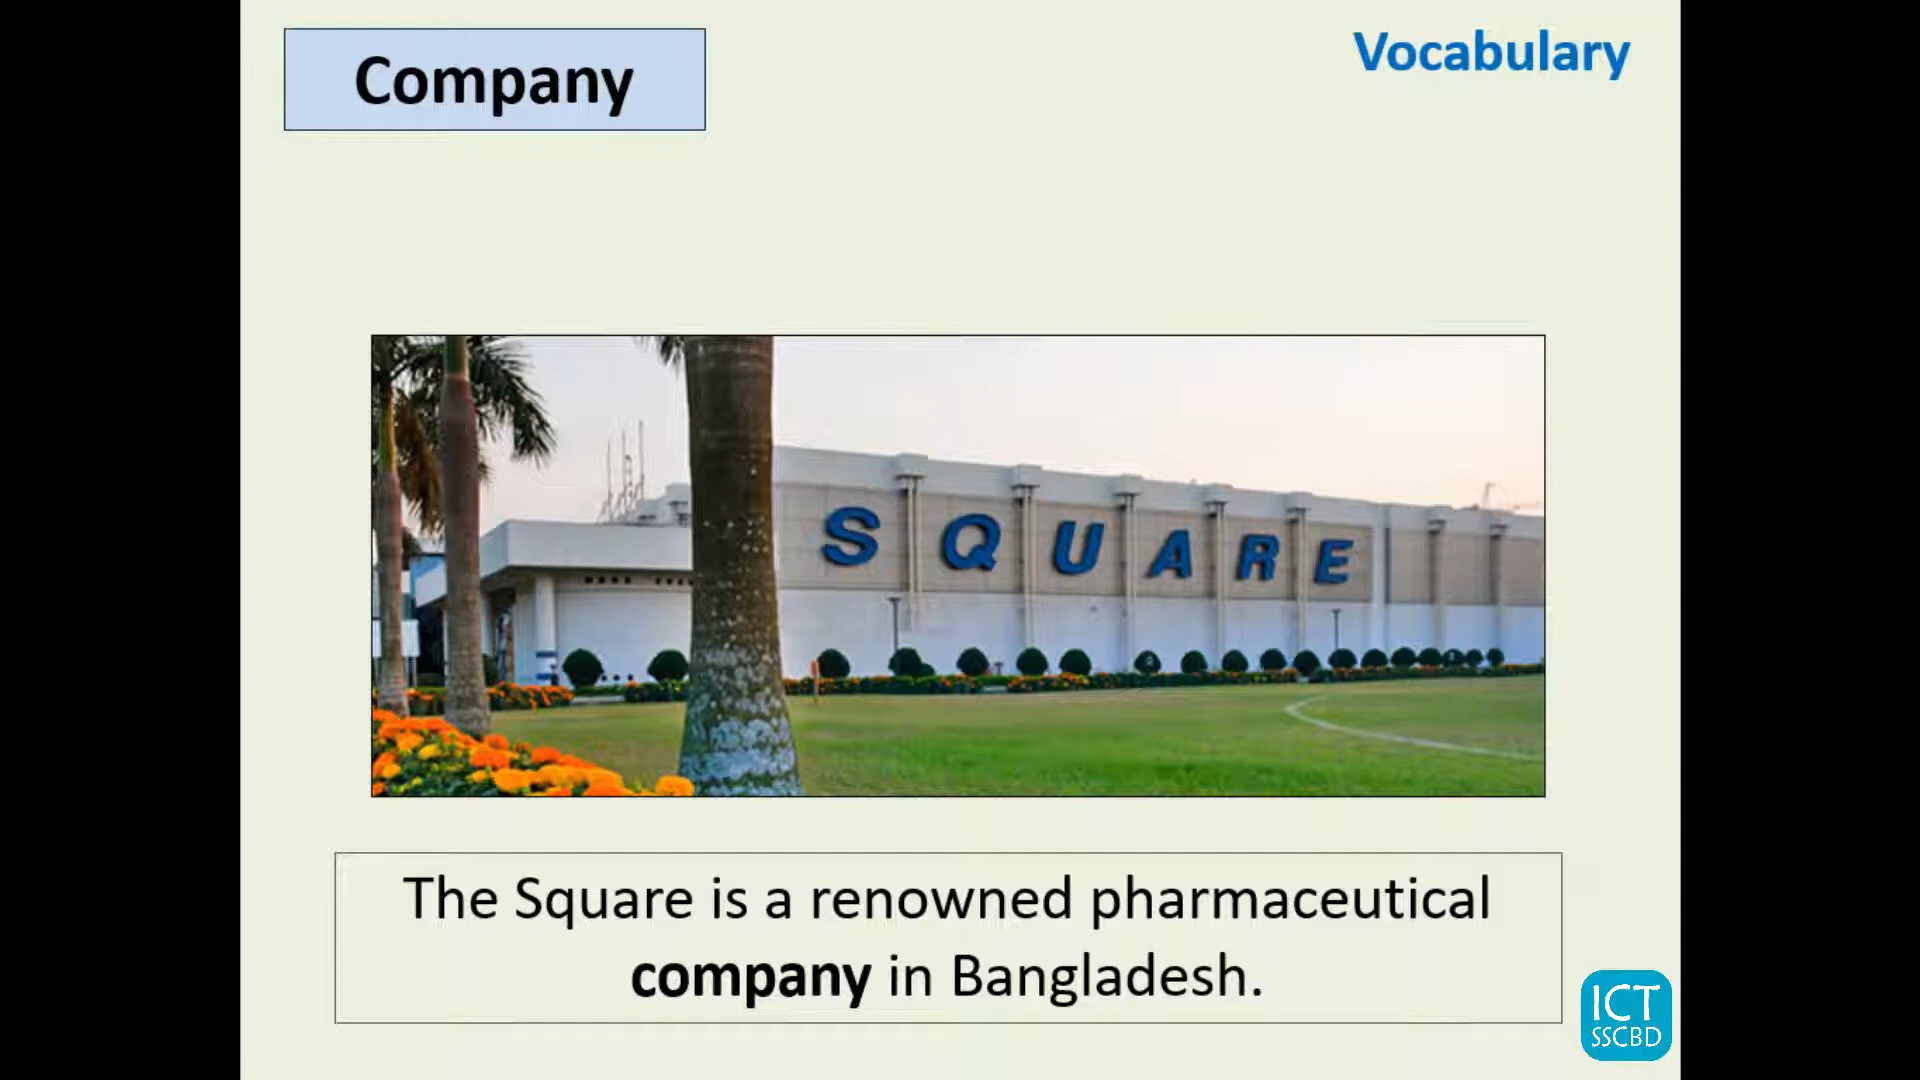 Company
Vocabulary
SQUARE
The Square is a renowned pharmaceutical
company in Bangladesh.
ICT
SSCBD